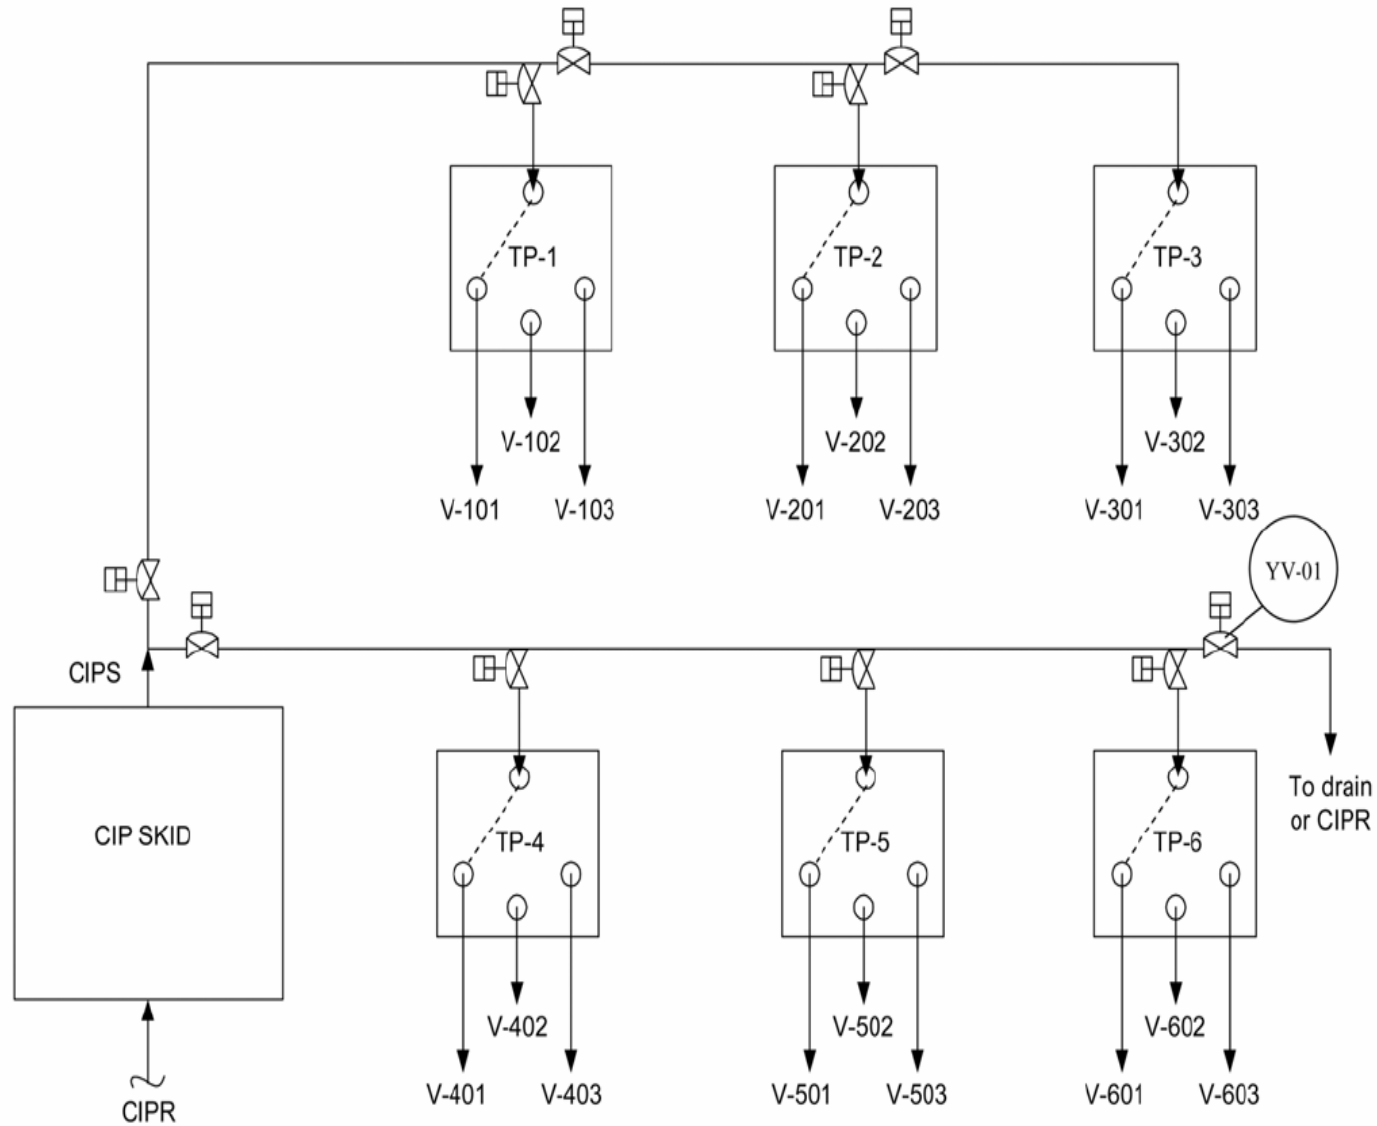 TP-1
TP-2
TP-3
V-102
V-202
V-302
V-101
V-103
V-201
V-203
V-301
V-303
YV-01
CIPS
CIP SKID
TP-4
TP-5
TP-6
To drain
or CIPR
V-402
V-502
V-602
V-401
V-403
V-501
V-503
V-601
V-603
CIPR